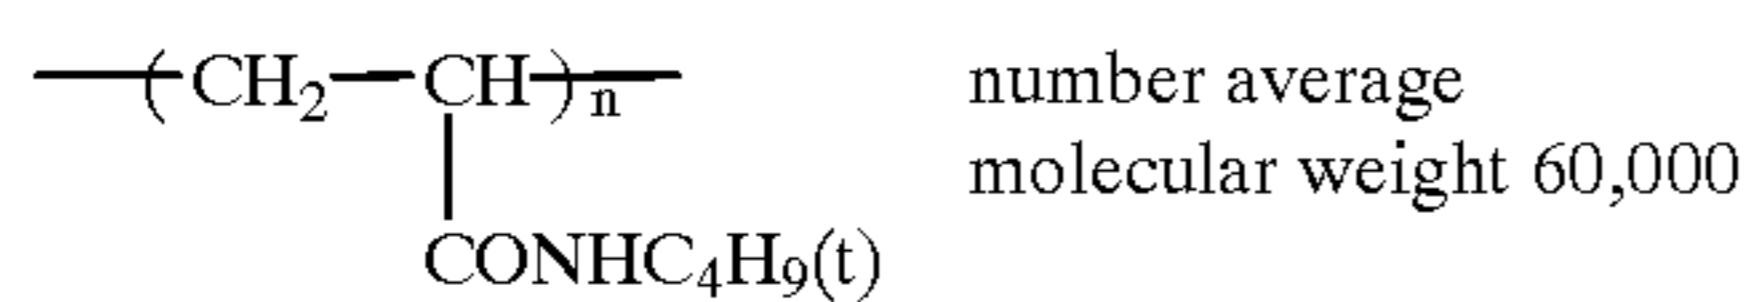 —(CH₂—CH)ₙ— number average
molecular weight 60,000
CONHC₄H₉(t)